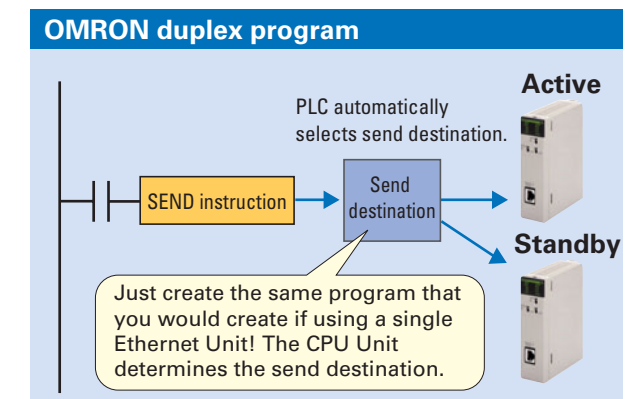 OMRON duplex program
Active
PLC automatically
selects send destination.
SEND instruction
Send
destination
Standby
Just create the same program that
you would create if using a single
Ethernet Unit! The CPU Unit
determines the send destination.